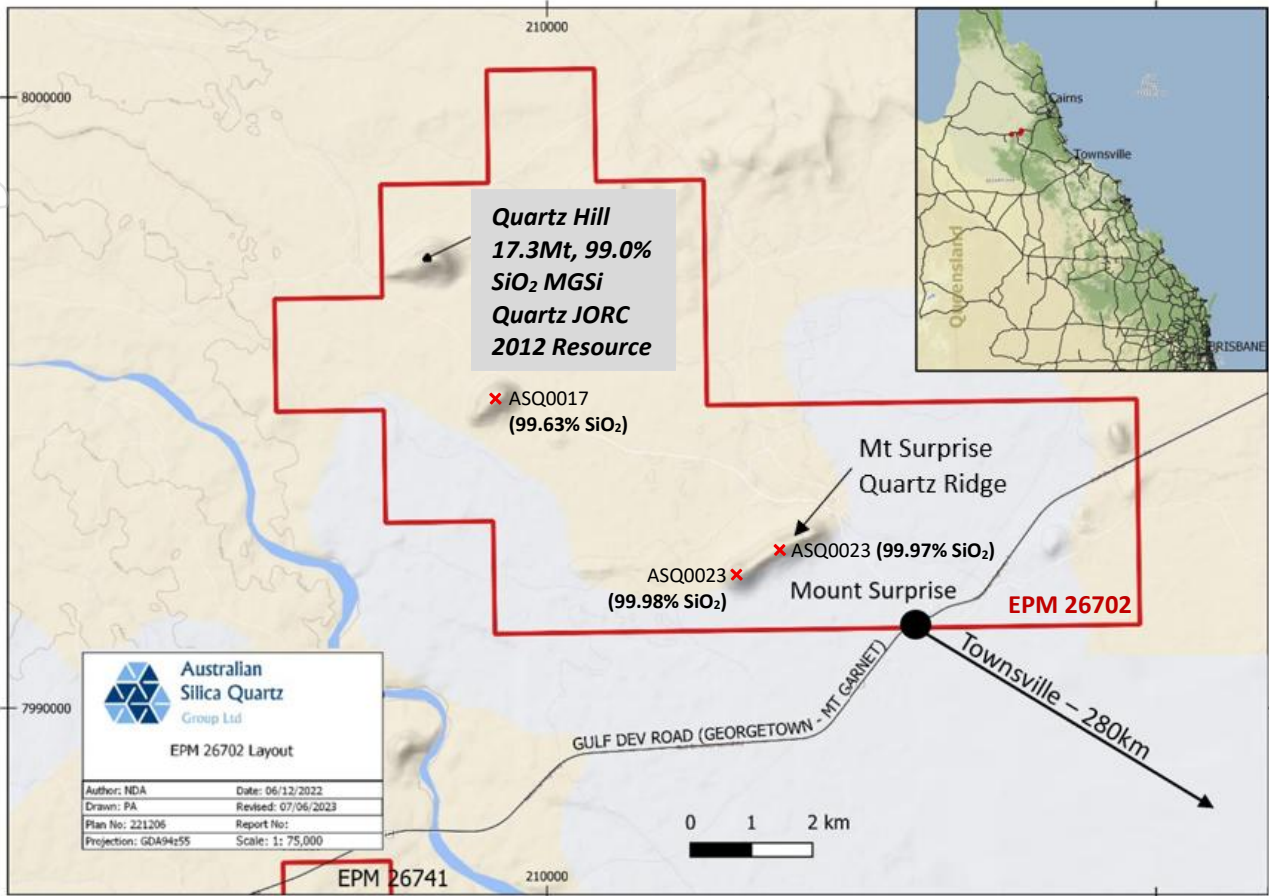 210000
8000000
Cairns
Townsville
Queensland
BRISBANE
Quartz Hill
17.3Mt, 99.0%
SiO₂ MGSi
Quartz JORC
2012 Resource
ASQ0017
(99.63% SiO₂)
Mt Surprise
Quartz Ridge
ASQ0023 (99.97% SiO₂)
ASQ0023
(99.98% SiO₂)
Mount Surprise
EPM 26702
Townsville – 280km
GULF DEV ROAD (GEORGETOWN - MT GARNET)
7990000
Australian
Silica Quartz
Group Ltd
EPM 26702 Layout
Author: NDA Date: 06/12/2022
Drawn: PA Revised: 07/06/2023
Plan No: 221206 Report No:
Projection: GDA94z55 Scale: 1: 75,000
0 1 2 km
EPM 26741
210000